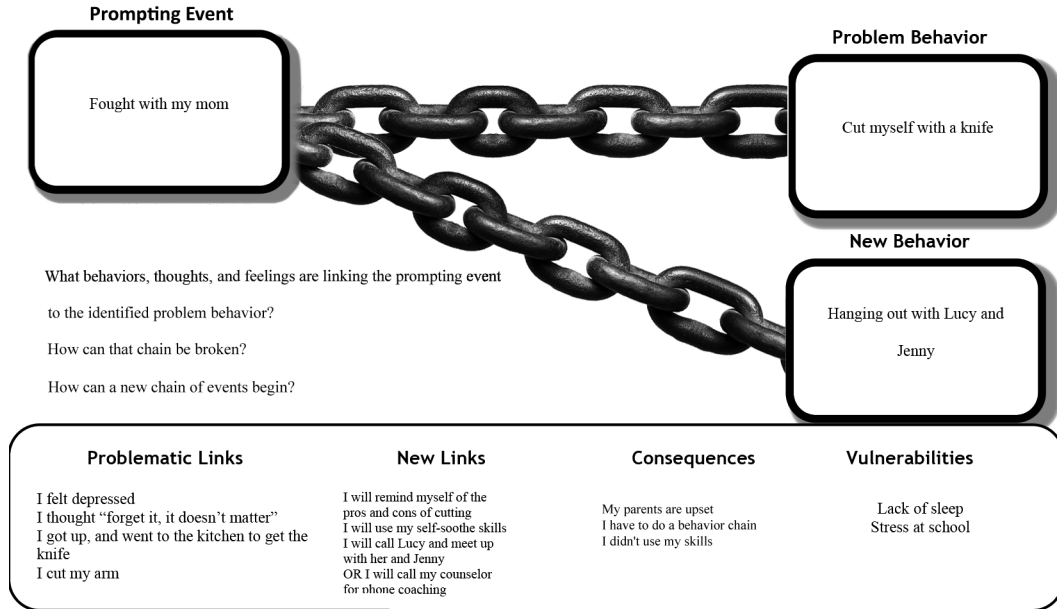 Prompting Event
Fought with my mom
Problem Behavior
Cut myself with a knife
New Behavior
Hanging out with Lucy and
Jenny
What behaviors, thoughts, and feelings are linking the prompting event
to the identified problem behavior?
How can that chain be broken?
How can a new chain of events begin?
Problematic Links
I felt depressed
I thought “forget it, it doesn’t matter”
I got up, and went to the kitchen to get the
knife
I cut my arm
New Links
I will remind myself of the
pros and cons of cutting
I will use my self-soothe skills
I will call Lucy and meet up
with her and Jenny
OR I will call my counselor
for phone coaching
Consequences
My parents are upset
I have to do a behavior chain
I didn't use my skills
Vulnerabilities
Lack of sleep
Stress at school